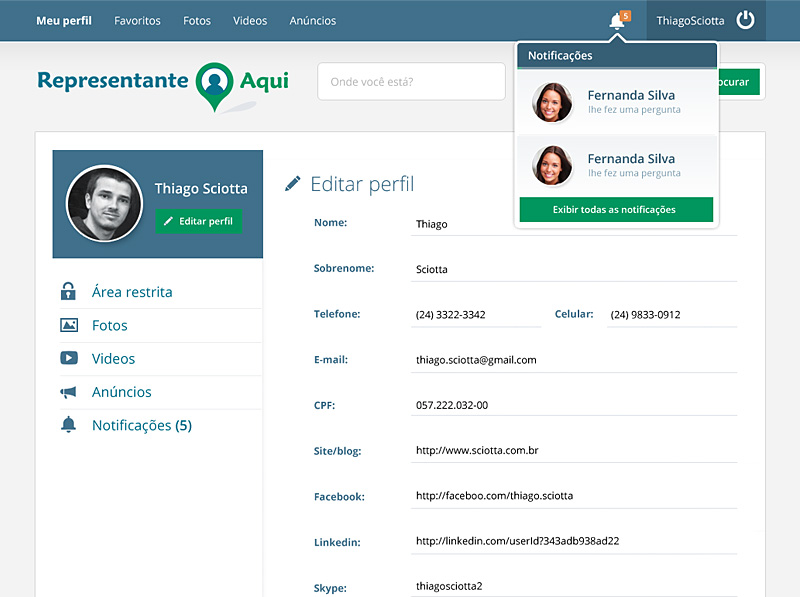 Meu perfil Favoritos Fotos Videos Anúncios 5 ThiagoSciotta
Notificações
Representante Aqui
Onde você está?
ocurar
Fernanda Silva
lhe fez uma pergunta
Fernanda Silva
lhe fez uma pergunta
Exibir todas as notificações
Thiago Sciotta
Editar perfil
Área restrita
Fotos
Videos
Anúncios
Notificações (5)
Editar perfil
Nome: Thiago
Sobrenome: Sciotta
Telefone: (24) 3322-3342 Celular: (24) 9833-0912
E-mail: thiago.sciotta@gmail.com
CPF: 057.222.032-00
Site/blog: http://www.sciotta.com.br
Facebook: http://faceboo.com/thiago.sciotta
Linkedin: http://linkedin.com/userId?343adb938ad22
Skype: thiagosciotta2